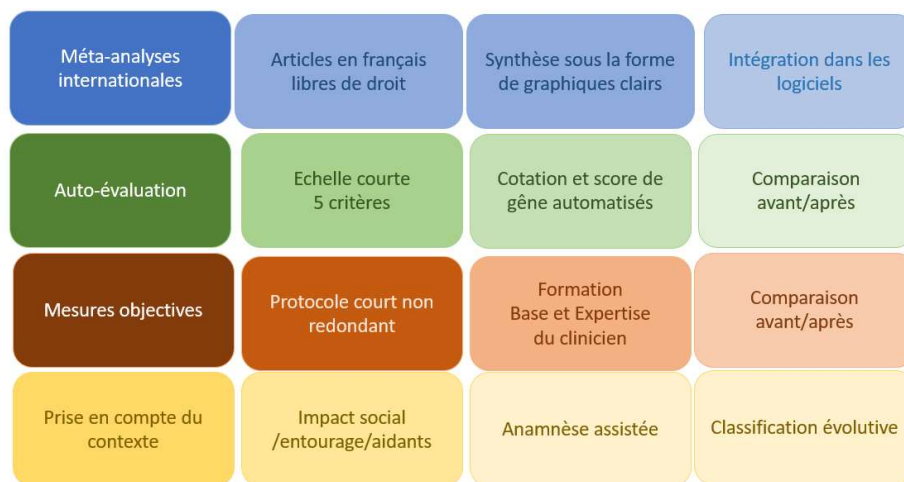 Méta-analyses
internationales
Articles en français
libres de droit
Synthèse sous la forme
de graphiques clairs
Intégration dans les
logiciels
Auto-évaluation
Echelle courte
5 critères
Cotation et score de
gêne automatisés
Comparaison
avant/après
Mesures objectives
Protocole court non
redondant
Formation
Base et Expertise
du clinicien
Comparaison
avant/après
Prise en compte du
contexte
Impact social
/entourage/aidants
Anamnèse assistée
Classification évolutive